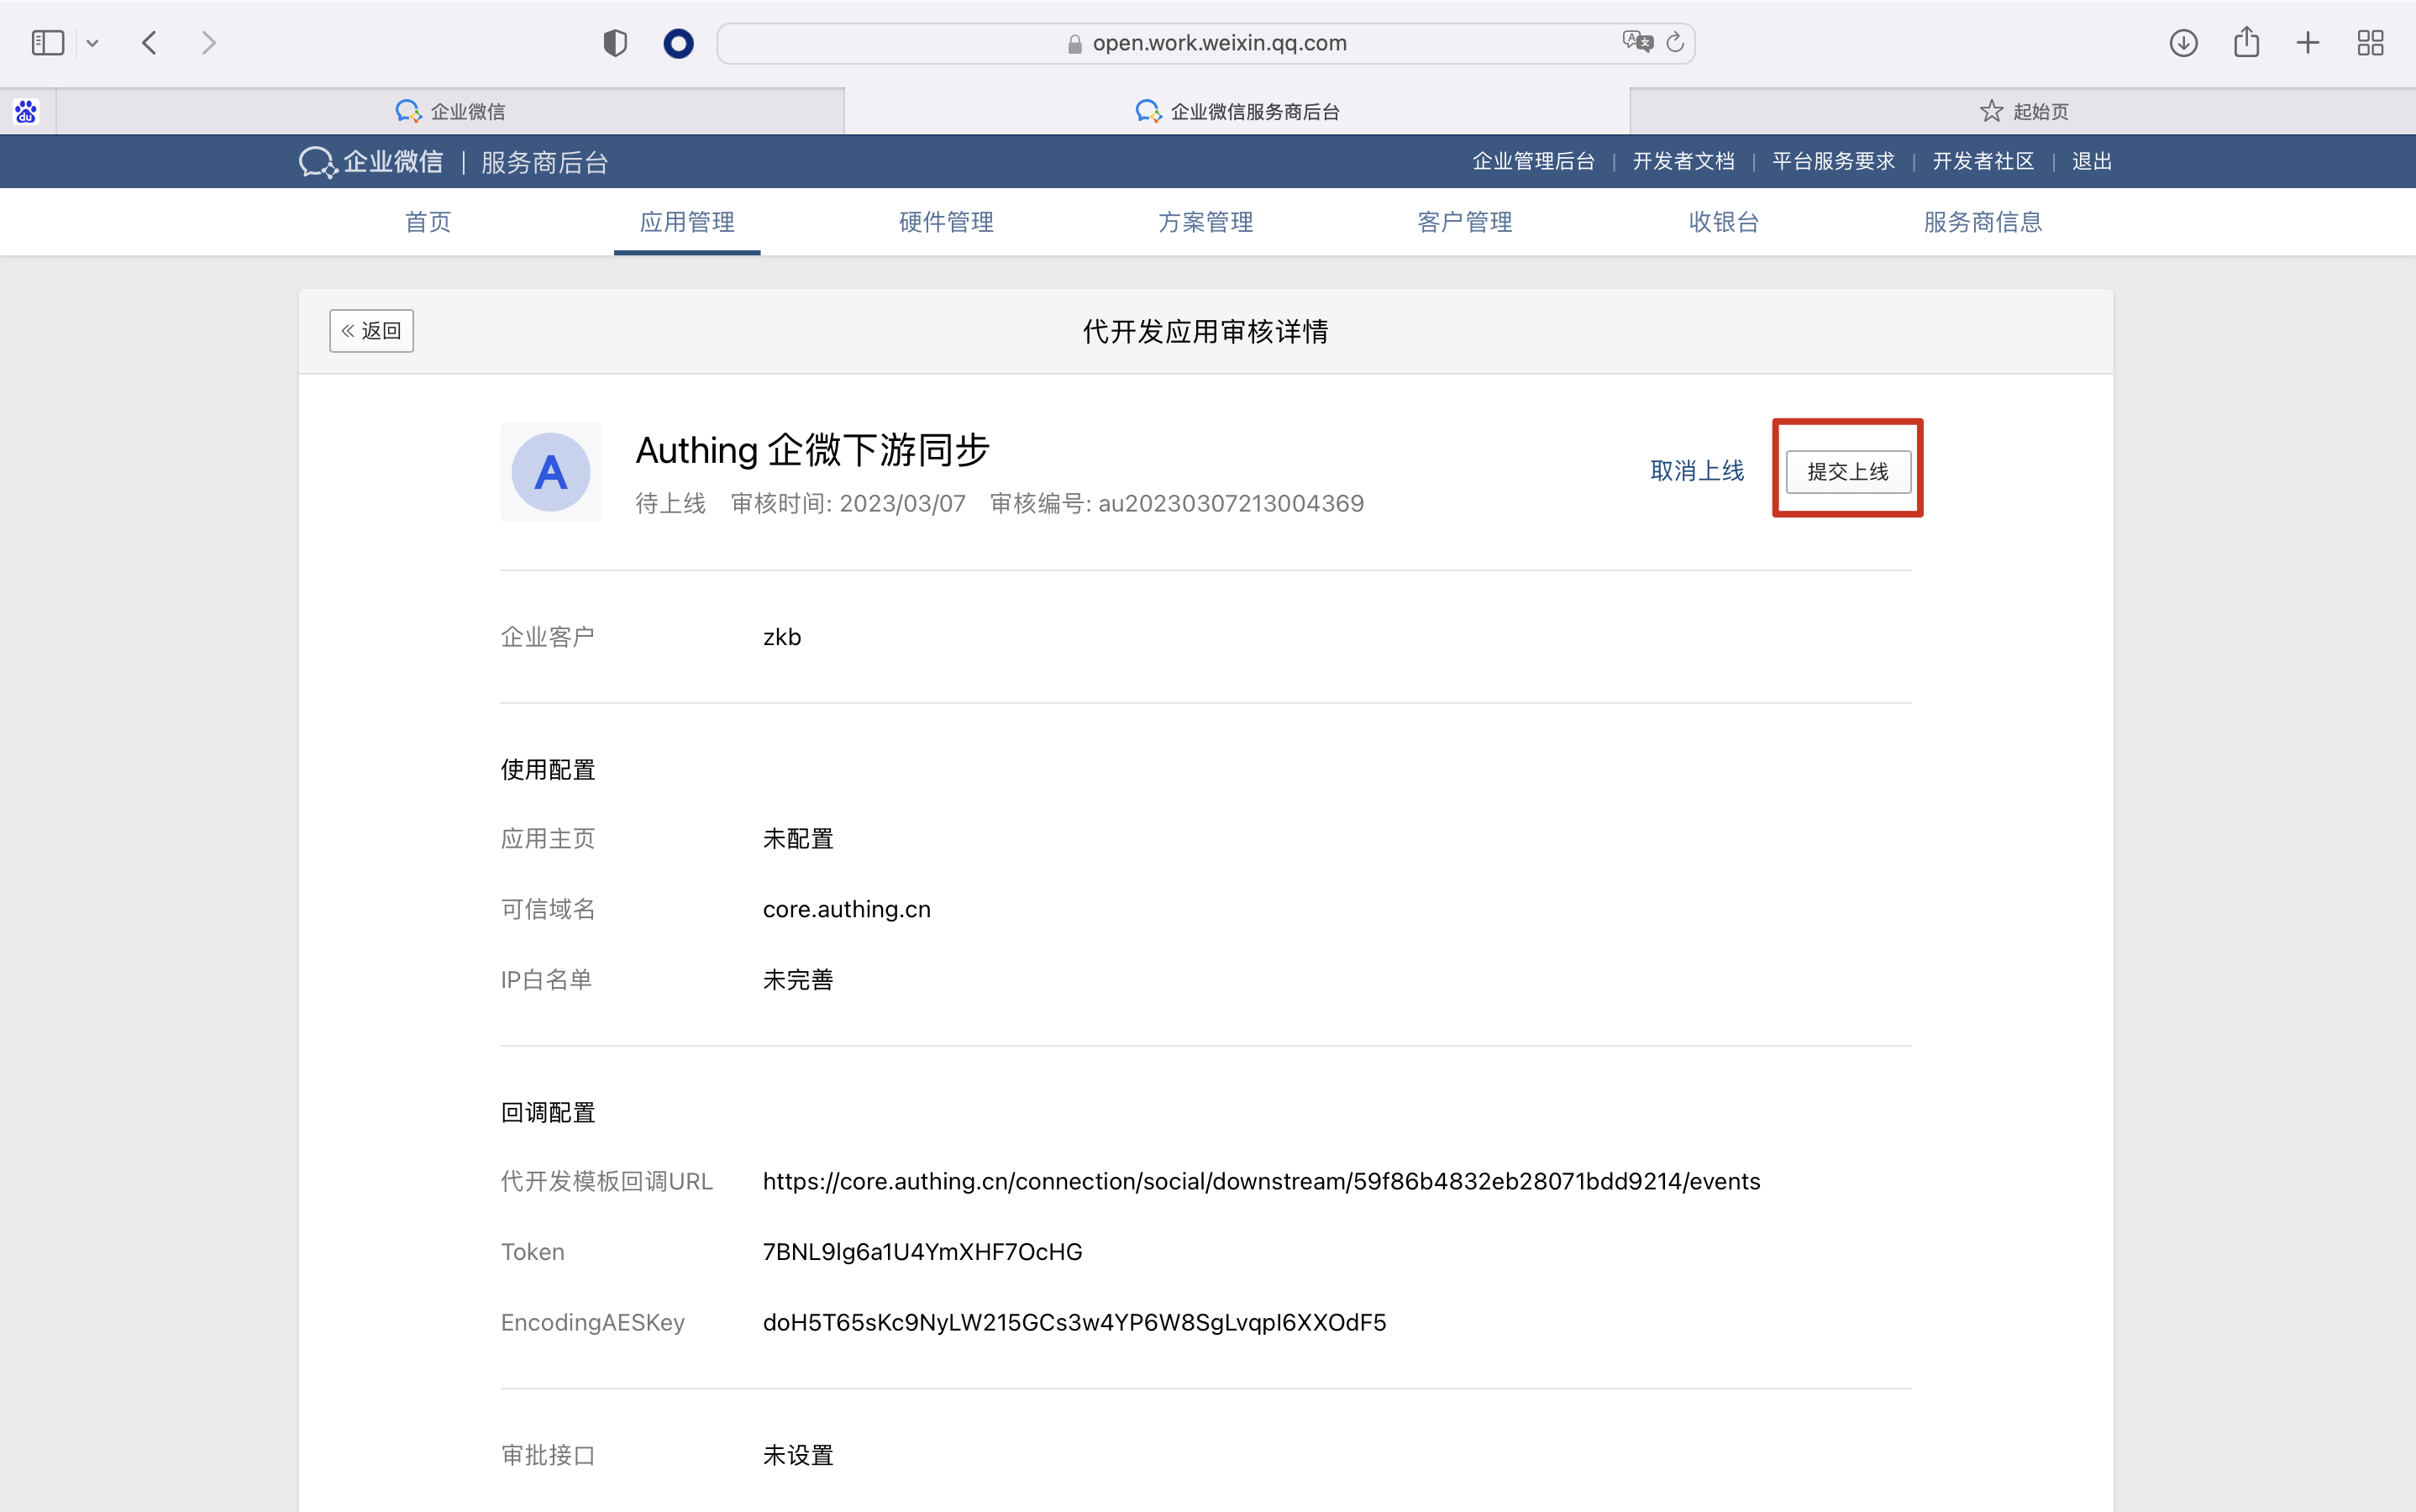 open.work.weixin.qq.com
企业微信
企业微信服务商后台
起始页
企业微信 | 服务商后台
企业管理后台 | 开发者文档 | 平台服务要求 | 开发者社区 | 退出
首页 应用管理 硬件管理 方案管理 客户管理 收银台 服务商信息
« 返回
代开发应用审核详情
A
Authing 企微下游同步
待上线 审核时间: 2023/03/07 审核编号: au20230307213004369
取消上线
提交上线
企业客户 zkb
使用配置
应用主页 未配置
可信域名 core.authing.cn
IP白名单 未完善
回调配置
代开发模板回调URL https://core.authing.cn/connection/social/downstream/59f86b4832eb28071bdd9214/events
Token 7BNL9lg6a1U4YmXHF7OcHG
EncodingAESKey doH5T65sKc9NyLW215GCs3w4YP6W8SgLvqpI6XXOdF5
审批接口 未设置